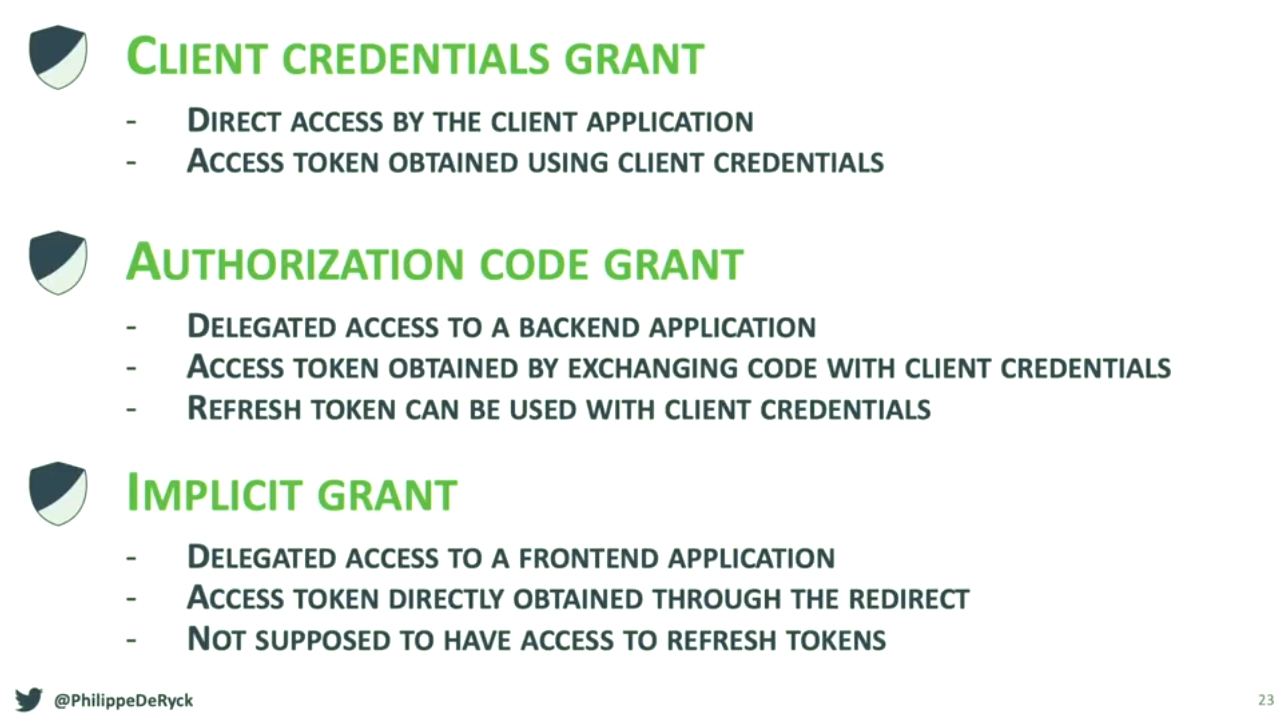 CLIENT CREDENTIALS GRANT
- DIRECT ACCESS BY THE CLIENT APPLICATION
- ACCESS TOKEN OBTAINED USING CLIENT CREDENTIALS
AUTHORIZATION CODE GRANT
- DELEGATED ACCESS TO A BACKEND APPLICATION
- ACCESS TOKEN OBTAINED BY EXCHANGING CODE WITH CLIENT CREDENTIALS
- REFRESH TOKEN CAN BE USED WITH CLIENT CREDENTIALS
IMPLICIT GRANT
- DELEGATED ACCESS TO A FRONTEND APPLICATION
- ACCESS TOKEN DIRECTLY OBTAINED THROUGH THE REDIRECT
- NOT SUPPOSED TO HAVE ACCESS TO REFRESH TOKENS
@PhilippeDeRyck
23